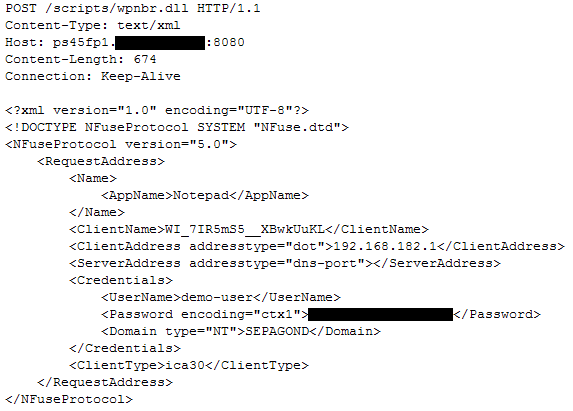 POST /scripts/wpnbr.dll HTTP/1.1
Content-Type: text/xml
Host: ps45fp1. :8080
Content-Length: 674
Connection: Keep-Alive
<?xml version="1.0" encoding="UTF-8"?>
<!DOCTYPE NFuseProtocol SYSTEM "NFuse.dtd">
<NFuseProtocol version="5.0">
<RequestAddress>
<Name>
<AppName>Notepad</AppName>
</Name>
<ClientName>WI_7IR5mS5__XBwkUuKL</ClientName>
<ClientAddress addresstype="dot">192.168.182.1</ClientAddress>
<ServerAddress addresstype="dns-port"></ServerAddress>
<Credentials>
<UserName>demo-user</UserName>
<Password encoding="ctx1"> </Password>
<Domain type="NT">SEPAGOND</Domain>
</Credentials>
<ClientType>ica30</ClientType>
</RequestAddress>
</NFuseProtocol>